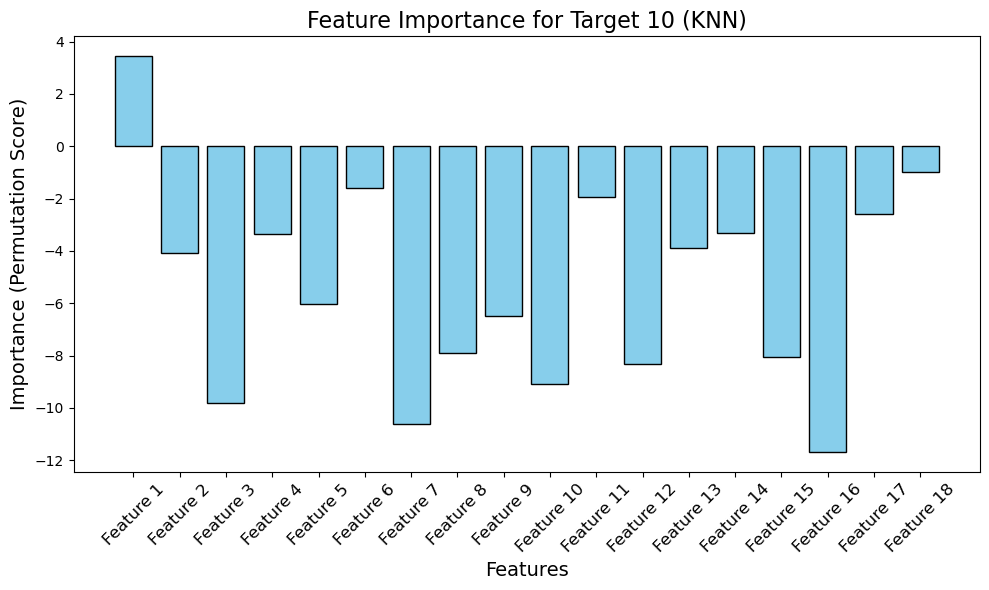 Feature Importance for Target 10 (KNN)
Importance (Permutation Score)
4
2
0
−2
−4
−6
−8
−10
−12
Feature 1
Feature 2
Feature 3
Feature 4
Feature 5
Feature 6
Feature 7
Feature 8
Feature 9
Feature 10
Feature 11
Feature 12
Feature 13
Feature 14
Feature 15
Feature 16
Feature 17
Feature 18
Features